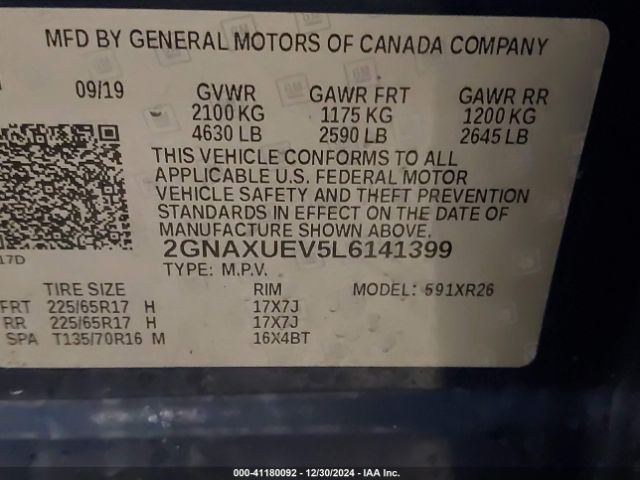 MFD BY GENERAL MOTORS OF CANADA COMPANY
09/19 GVWR GAWR FRT GAWR RR
2100 KG 1175 KG 1200 KG
4630 LB 2590 LB 2645 LB
THIS VEHICLE CONFORMS TO ALL
APPLICABLE U.S. FEDERAL MOTOR
VEHICLE SAFETY AND THEFT PREVENTION
STANDARDS IN EFFECT ON THE DATE OF
MANUFACTURE SHOWN ABOVE.
2GNAXUEV5L6141399
17D TYPE: M.P.V.
TIRE SIZE RIM MODEL: 591XR26
FRT 225/65R17 H 17X7J
RR 225/65R17 H 17X7J
SPA T135/70R16 M 16X4BT
000-41180092 - 12/30/2024 - IAA Inc.